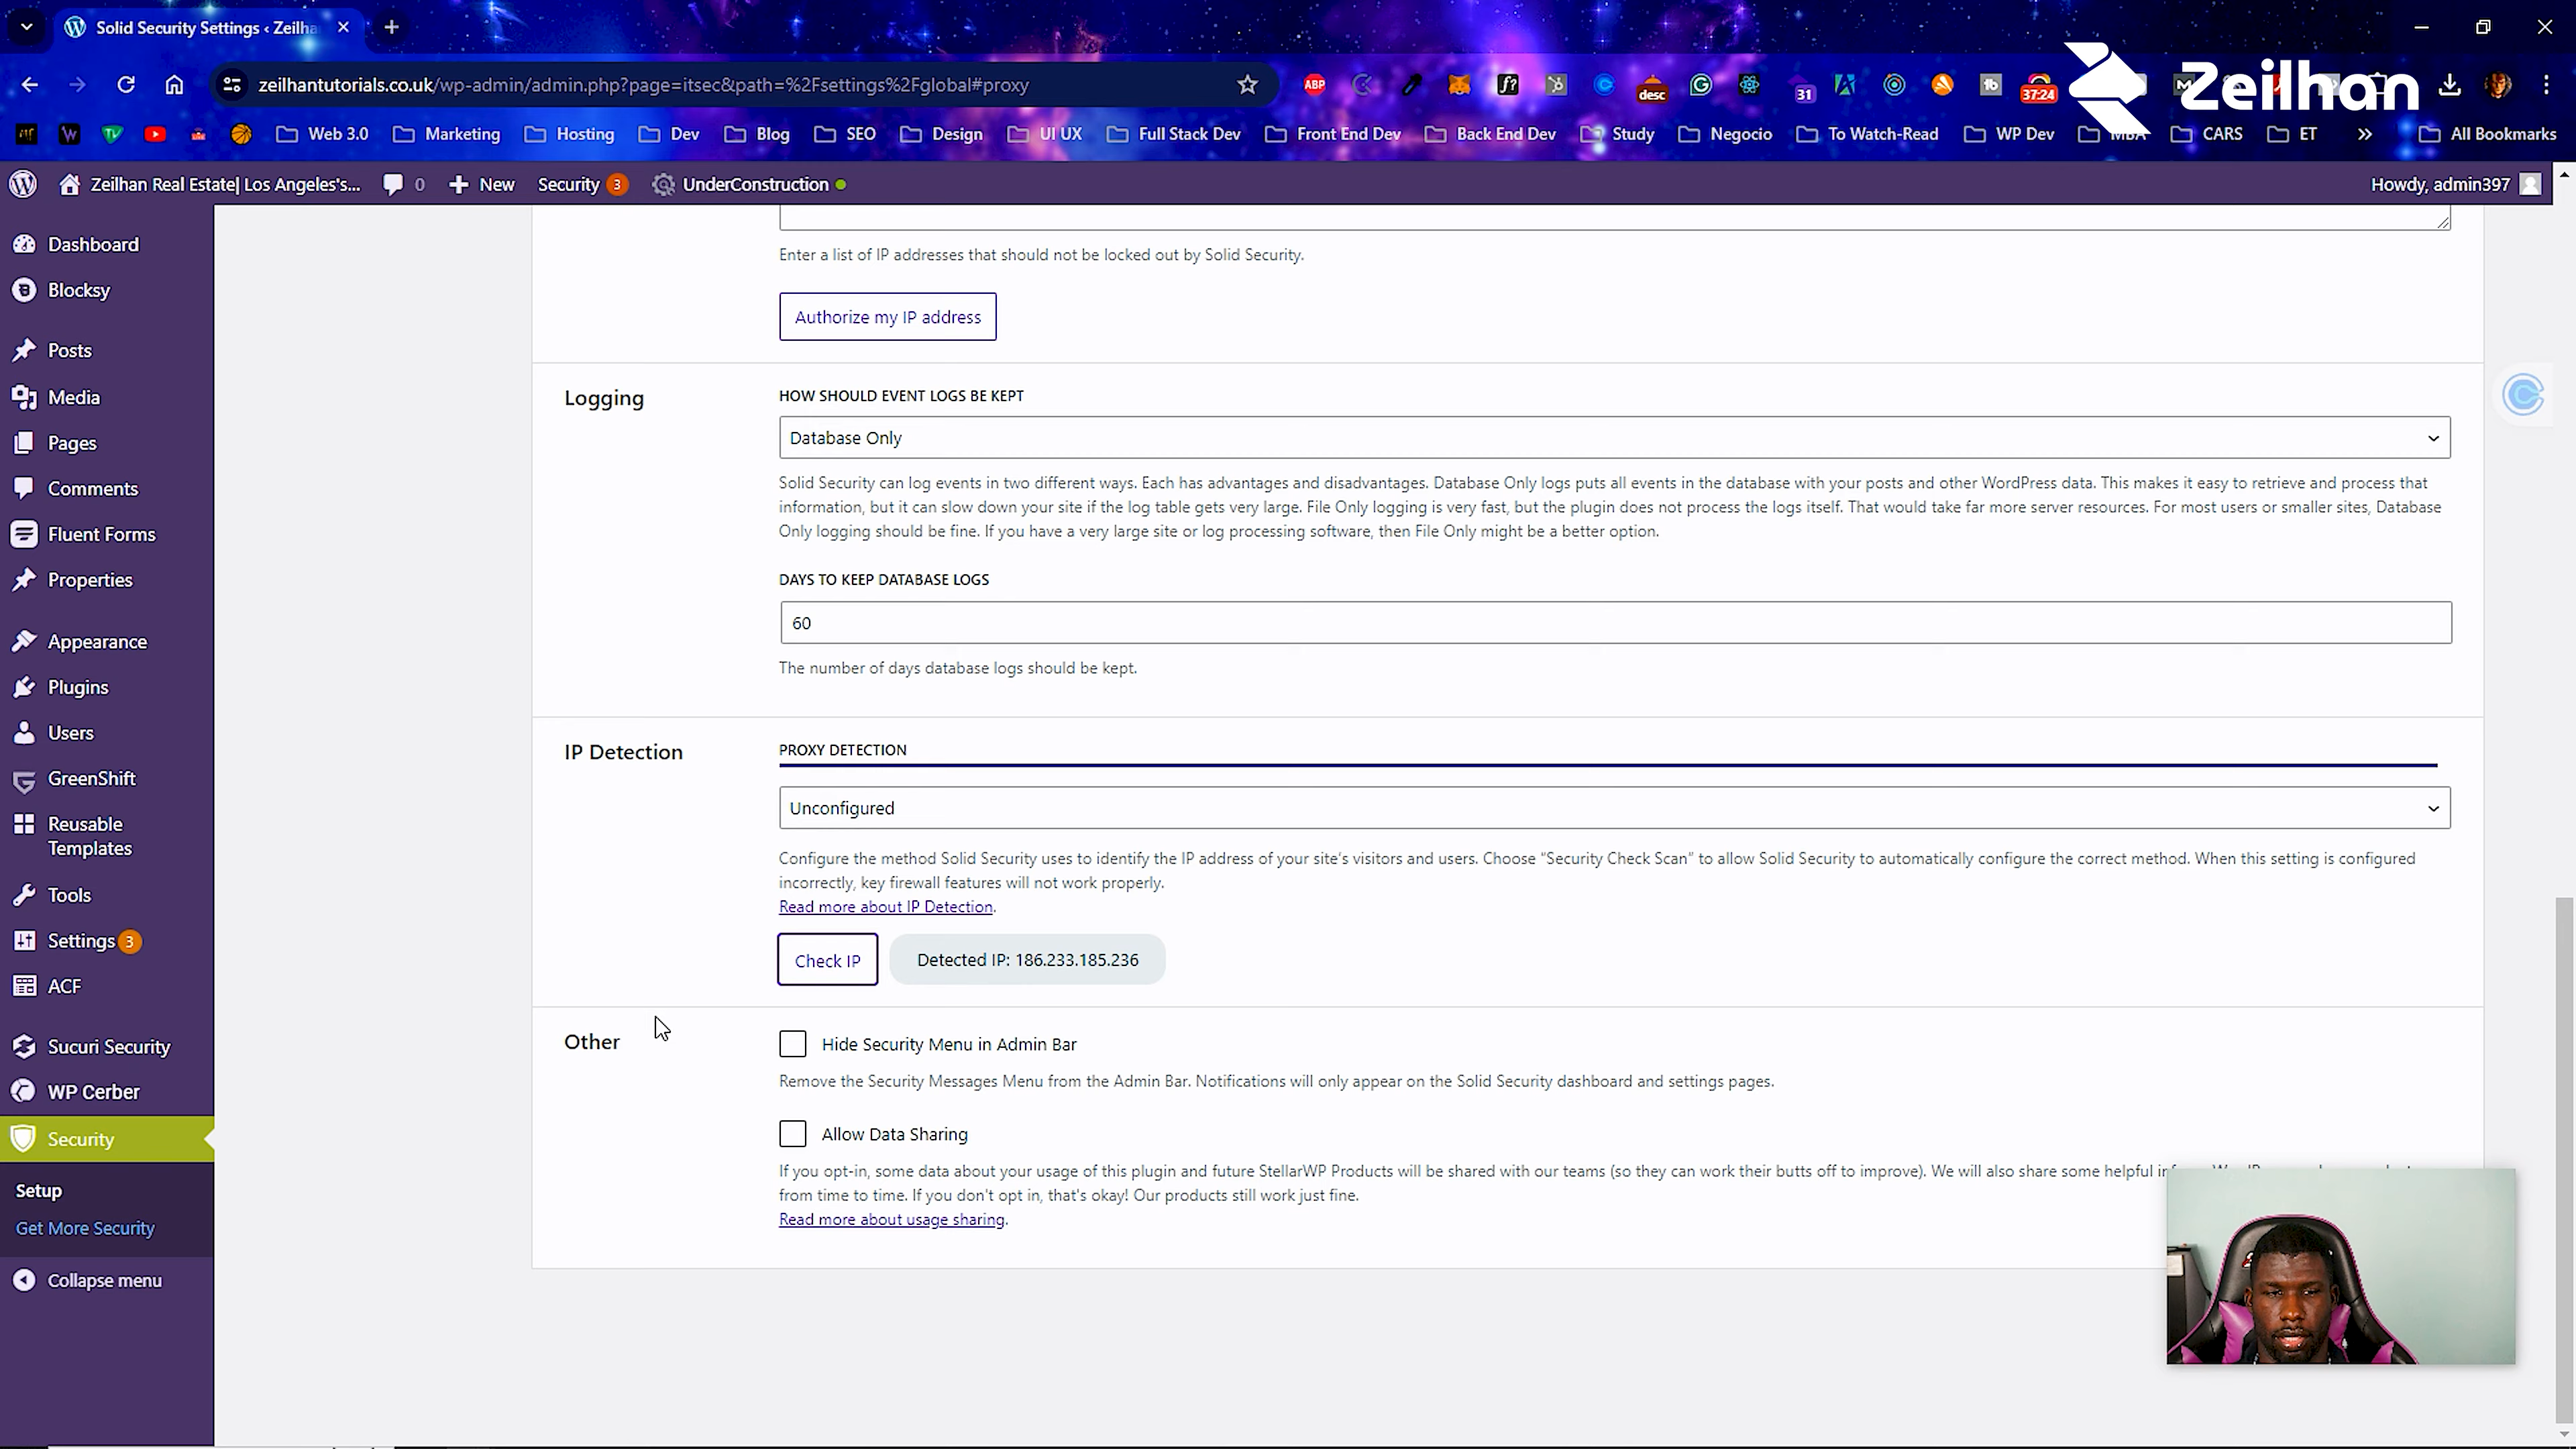 Solid Security Settings ‹ Zeilha
zeilhantutorials.co.uk/wp-admin/admin.php?page=itsec&path=%2Fsettings%2Fglobal#proxy
ABP
f?
desc
31
tb
37:24
Zeilhan
Web 3.0
Marketing
Hosting
Dev
Blog
SEO
Design
UI UX
Full Stack Dev
Front End Dev
Back End Dev
Study
Negocio
To Watch-Read
WP Dev
MBA
CARS
ET
All Bookmarks
Zeilhan Real Estate| Los Angeles's...
0
New
Security 3
UnderConstruction
Howdy, admin397
Dashboard
Blocksy
Posts
Media
Pages
Comments
Fluent Forms
Properties
Appearance
Plugins
Users
GreenShift
Reusable
Templates
Tools
Settings 3
ACF
Sucuri Security
WP Cerber
Security
Setup
Get More Security
Collapse menu
Enter a list of IP addresses that should not be locked out by Solid Security.
Authorize my IP address
Logging
HOW SHOULD EVENT LOGS BE KEPT
Database Only
Solid Security can log events in two different ways. Each has advantages and disadvantages. Database Only logs puts all events in the database with your posts and other WordPress data. This makes it easy to retrieve and process that
information, but it can slow down your site if the log table gets very large. File Only logging is very fast, but the plugin does not process the logs itself. That would take far more server resources. For most users or smaller sites, Database
Only logging should be fine. If you have a very large site or log processing software, then File Only might be a better option.
DAYS TO KEEP DATABASE LOGS
60
The number of days database logs should be kept.
IP Detection
PROXY DETECTION
Unconfigured
Configure the method Solid Security uses to identify the IP address of your site's visitors and users. Choose “Security Check Scan” to allow Solid Security to automatically configure the correct method. When this setting is configured
incorrectly, key firewall features will not work properly.
Read more about IP Detection.
Check IP
Detected IP: 186.233.185.236
Other
Hide Security Menu in Admin Bar
Remove the Security Messages Menu from the Admin Bar. Notifications will only appear on the Solid Security dashboard and settings pages.
Allow Data Sharing
If you opt-in, some data about your usage of this plugin and future StellarWP Products will be shared with our teams (so they can work their butts off to improve). We will also share some helpful
from time to time. If you don't opt in, that's okay! Our products still work just fine.
Read more about usage sharing.